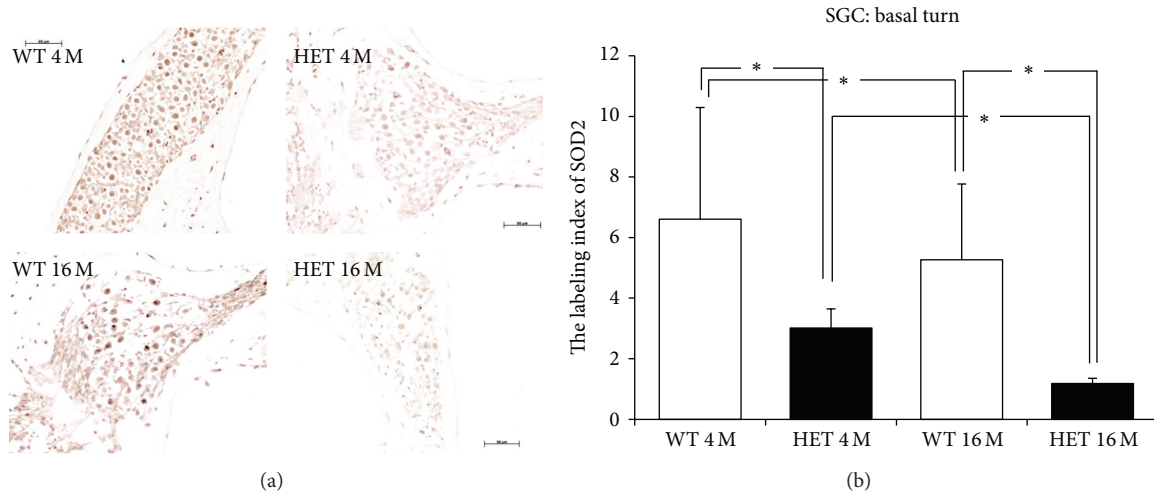 WT 4 M
HET 4 M
WT 16 M
HET 16 M
(a)
SGC: basal turn
The labeling index of SOD2
12
10
8
6
4
2
0
*
*
*
*
WT 4 M
HET 4 M
WT 16 M
HET 16 M
(b)